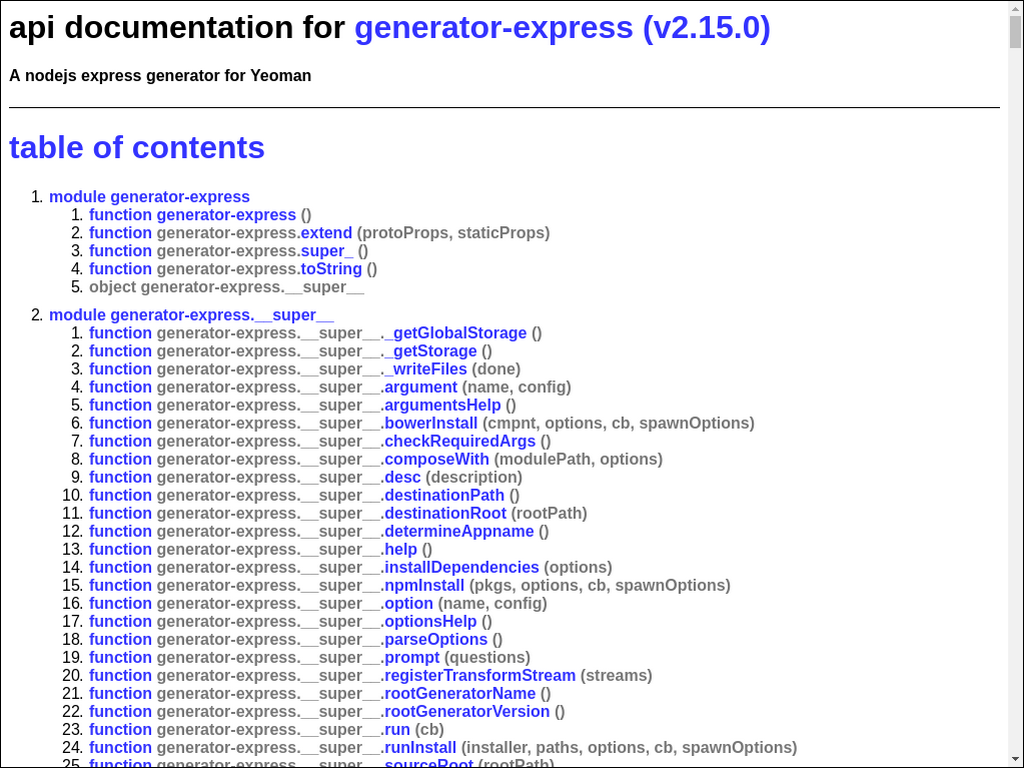 api documentation for generator-express (v2.15.0)
A nodejs express generator for Yeoman
table of contents
1. module generator-express
1. function generator-express ()
2. function generator-express.extend (protoProps, staticProps)
3. function generator-express.super_ ()
4. function generator-express.toString ()
5. object generator-express.__super__
2. module generator-express.__super__
1. function generator-express.__super__._getGlobalStorage ()
2. function generator-express.__super__._getStorage ()
3. function generator-express.__super__._writeFiles (done)
4. function generator-express.__super__.argument (name, config)
5. function generator-express.__super__.argumentsHelp ()
6. function generator-express.__super__.bowerInstall (cmpnt, options, cb, spawnOptions)
7. function generator-express.__super__.checkRequiredArgs ()
8. function generator-express.__super__.composeWith (modulePath, options)
9. function generator-express.__super__.desc (description)
10. function generator-express.__super__.destinationPath ()
11. function generator-express.__super__.destinationRoot (rootPath)
12. function generator-express.__super__.determineAppname ()
13. function generator-express.__super__.help ()
14. function generator-express.__super__.installDependencies (options)
15. function generator-express.__super__.npmInstall (pkgs, options, cb, spawnOptions)
16. function generator-express.__super__.option (name, config)
17. function generator-express.__super__.optionsHelp ()
18. function generator-express.__super__.parseOptions ()
19. function generator-express.__super__.prompt (questions)
20. function generator-express.__super__.registerTransformStream (streams)
21. function generator-express.__super__.rootGeneratorName ()
22. function generator-express.__super__.rootGeneratorVersion ()
23. function generator-express.__super__.run (cb)
24. function generator-express.__super__.runInstall (installer, paths, options, cb, spawnOptions)
25. function generator-express.__super__.sourceRoot (rootPath)